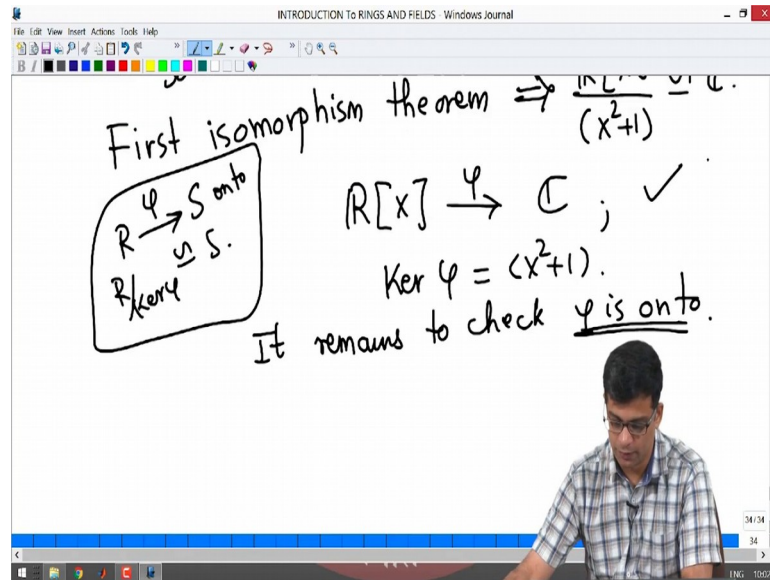 INTRODUCTION To RINGS AND FIELDS - Windows Journal
File Edit View Insert Actions Tools Help
B I
First isomorphism theorem ⇒ R[x]/(x²+1) ≅ ℂ.
R →φ S onto
R/kerφ ≅ S.
ℝ[x] →φ ℂ ; ✓
Ker φ = (x²+1).
It remains to check φ is onto.
34/34
34
ENG